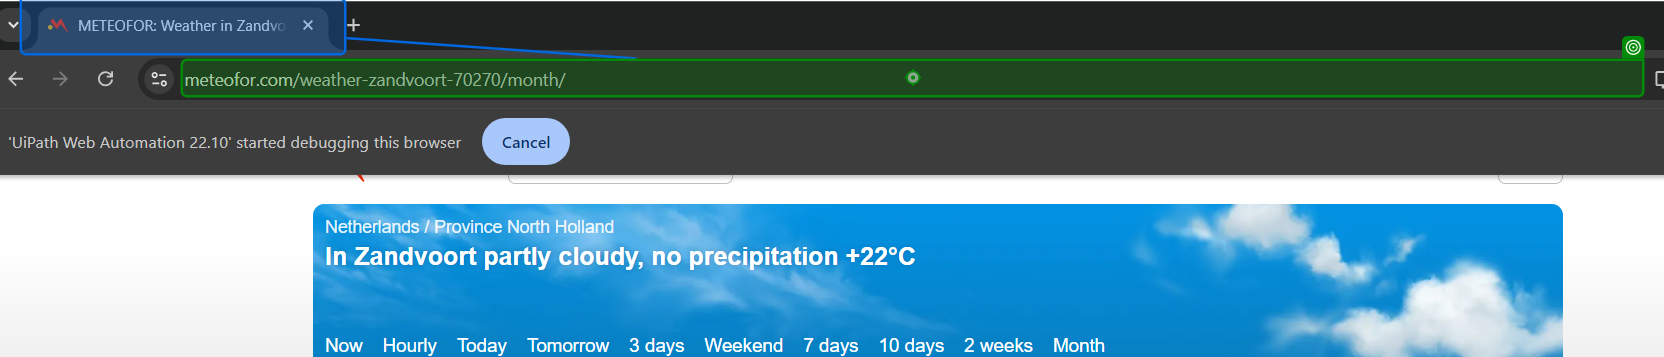 METEOFOR: Weather in Zandvo
meteofor.com/weather-zandvoort-70270/month/
'UiPath Web Automation 22.10' started debugging this browser Cancel
Netherlands / Province North Holland
In Zandvoort partly cloudy, no precipitation +22°C
Now Hourly Today Tomorrow 3 days Weekend 7 days 10 days 2 weeks Month